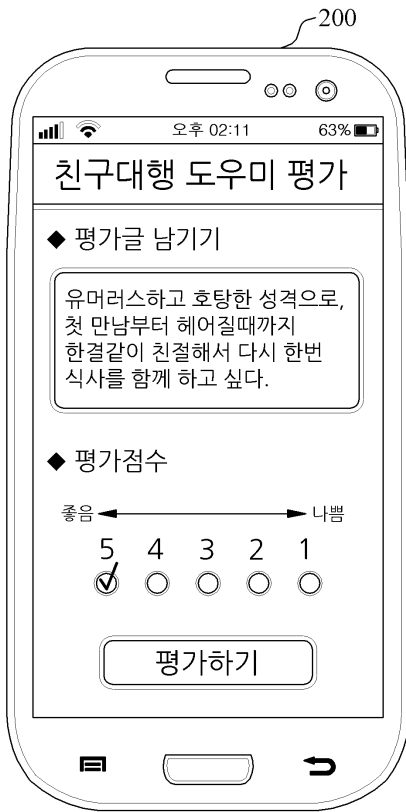 200
오후 02:11 63%
친구대행 도우미 평가
◆ 평가글 남기기
유머러스하고 호탕한 성격으로,
첫 만남부터 헤어질때까지
한결같이 친절해서 다시 한번
식사를 함께 하고 싶다.
◆ 평가점수
좋음 나쁨
5 4 3 2 1
평가하기